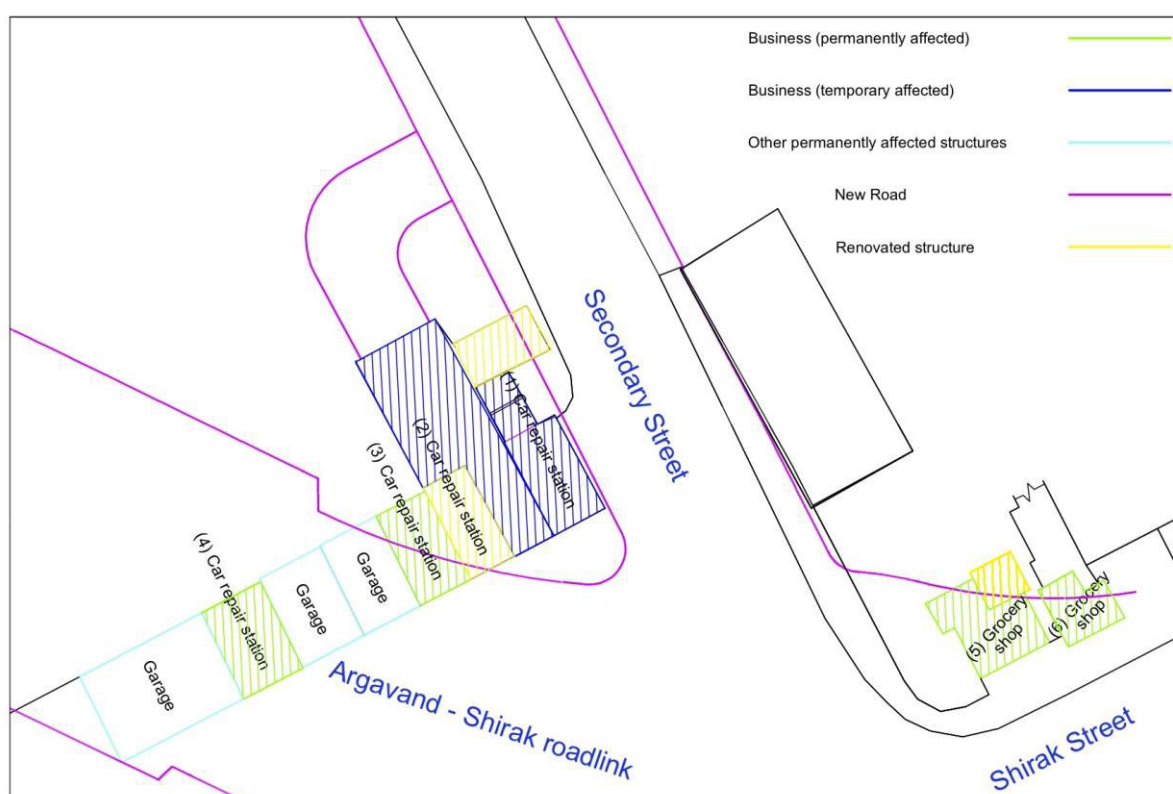 Business (permanently affected)
Business (temporary affected)
Other permanently affected structures
New Road
Renovated structure
Secondary Street
(1) Car repair station
(2) Car repair station
(3) Car repair station
(4) Car repair station
Garage
Garage
Garage
(5) Grocery
shop
(6) Grocery
shop
Argavand - Shirak roadlink
Shirak Street